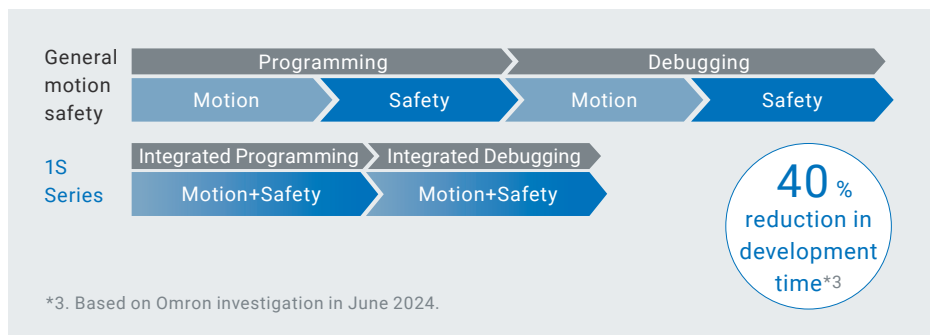 General
motion
safety
Programming
Debugging
Motion
Safety
Motion
Safety
1S
Series
Integrated Programming
Integrated Debugging
Motion+Safety
Motion+Safety
40 %
reduction in
development
time*3
*3. Based on Omron investigation in June 2024.